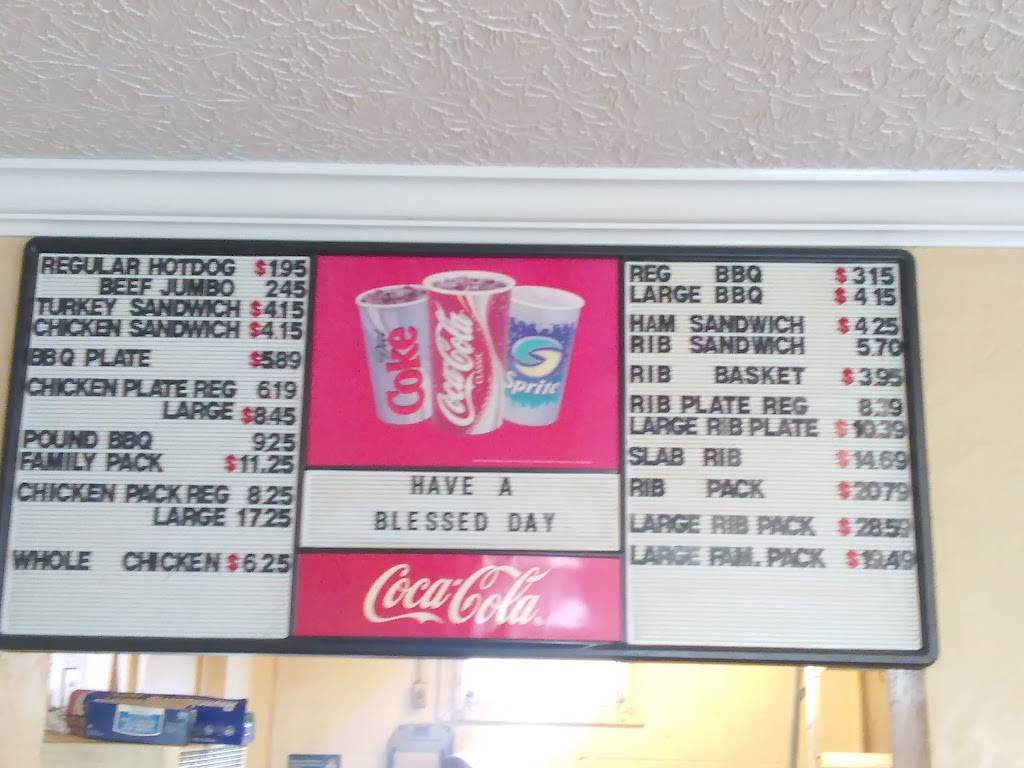 REGULAR HOTDOG $1.95
BEEF JUMBO 245
TURKEY SANDWICH $4.15
CHICKEN SANDWICH $4.15
BBQ PLATE $5.89
CHICKEN PLATE REG 6.19
LARGE $8.45
POUND BBQ 9.25
FAMILY PACK $11.25
CHICKEN PACK REG 8.25
LARGE 17.25
WHOLE CHICKEN $6.25
Coke
Coca-Cola
CLASSIC
Sprite
HAVE A
BLESSED DAY
Coca-Cola
REG BBQ $3.15
LARGE BBQ $4.15
HAM SANDWICH $4.25
RIB SANDWICH 5.70
RIB BASKET $3.95
RIB PLATE REG 8.39
LARGE RIB PLATE $10.39
SLAB RIB $14.69
RIB PACK $20.79
LARGE RIB PACK $28.59
LARGE FAM. PACK $19.49